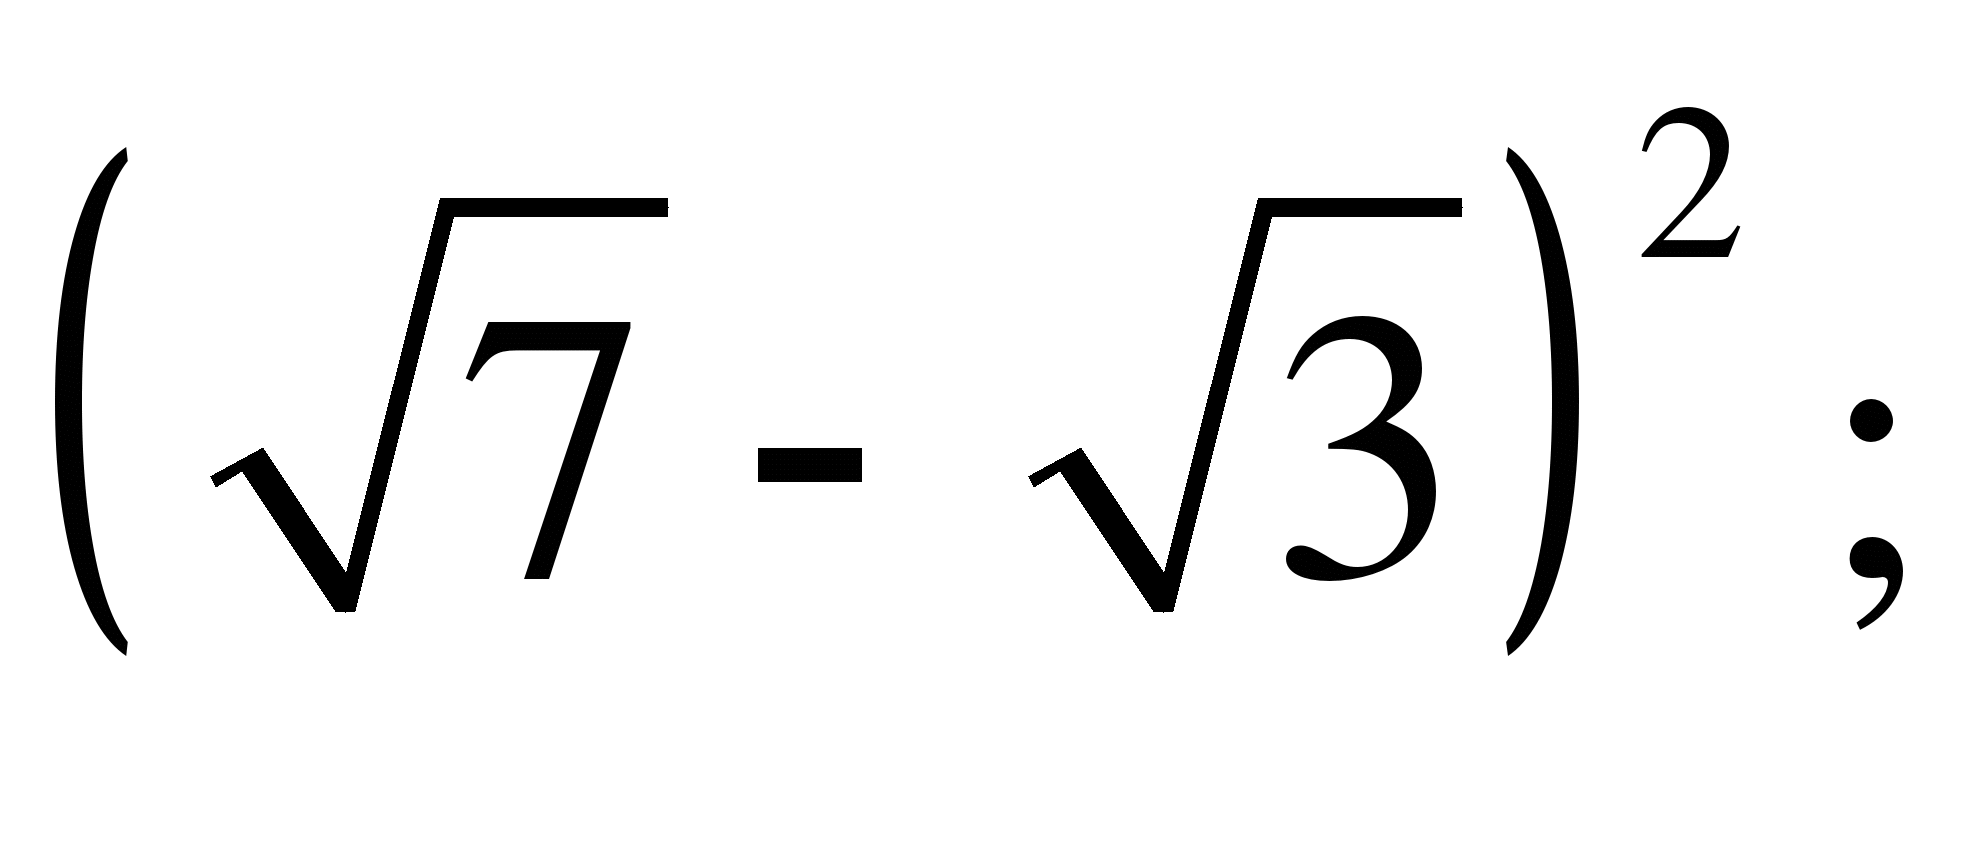 (√7 - √3)² ;